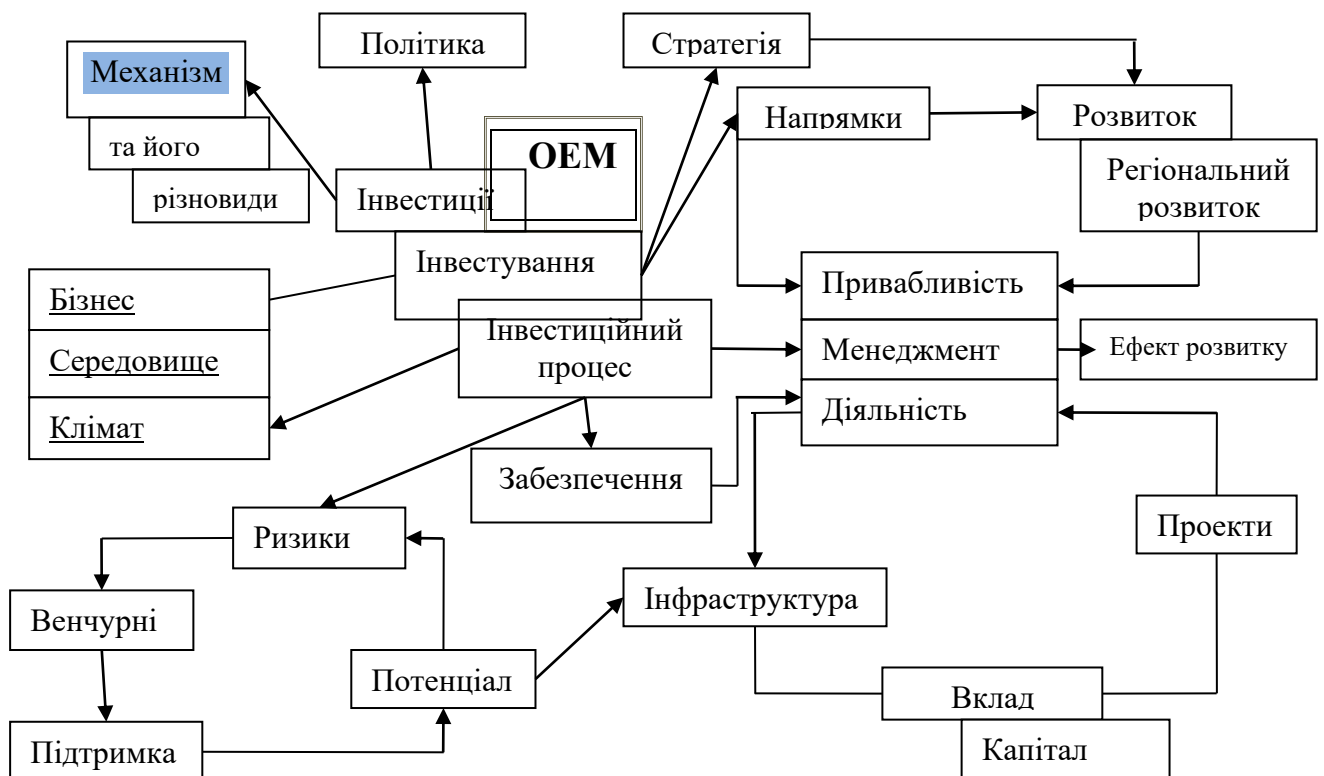 Політика
Стратегія
Механізм
Напрямки
Розвиток
та його
ОЕМ
різновиди
Інвестиції
Регіональний
розвиток
Інвестування
Бізнес
Привабливість
Інвестиційний
процес
Середовище
Менеджмент
Ефект розвитку
Клімат
Діяльність
Забезпечення
Ризики
Проекти
Венчурні
Інфраструктура
Потенціал
Вклад
Підтримка
Капітал